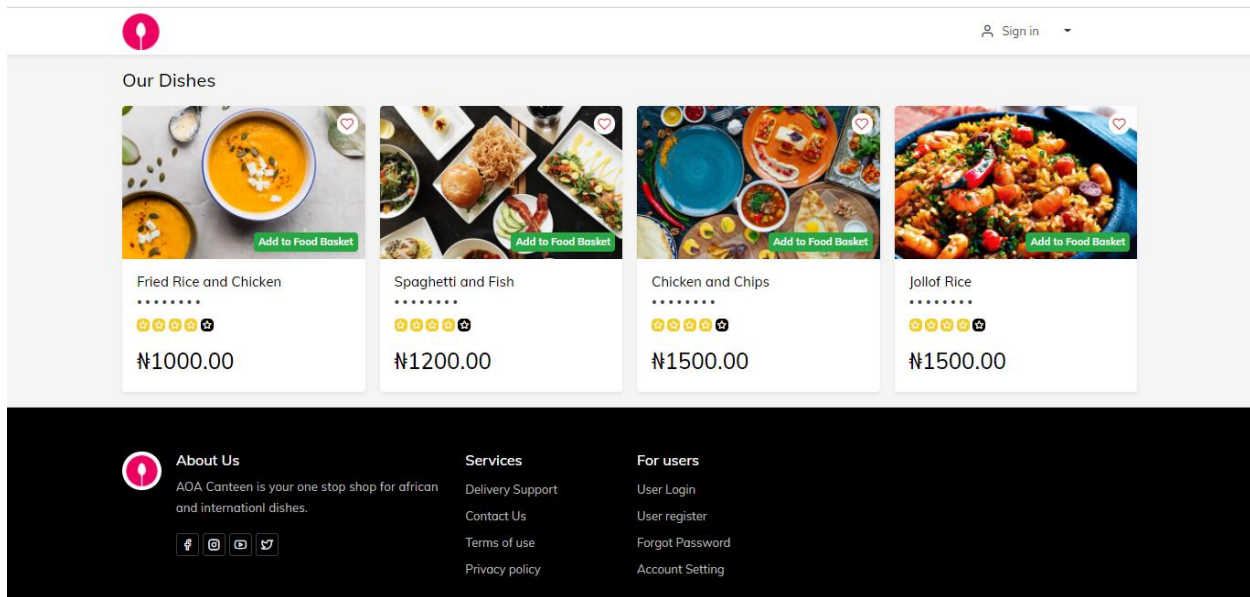 Sign in
Our Dishes
Add to Food Basket
Add to Food Basket
Add to Food Basket
Add to Food Basket
Fried Rice and Chicken
Spaghetti and Fish
Chicken and Chips
Jollof Rice
₦1000.00
₦1200.00
₦1500.00
₦1500.00
About Us
AOA Canteen is your one stop shop for african
and internationl dishes.
Services
Delivery Support
Contact Us
Terms of use
Privacy policy
For users
User Login
User register
Forgot Password
Account Setting